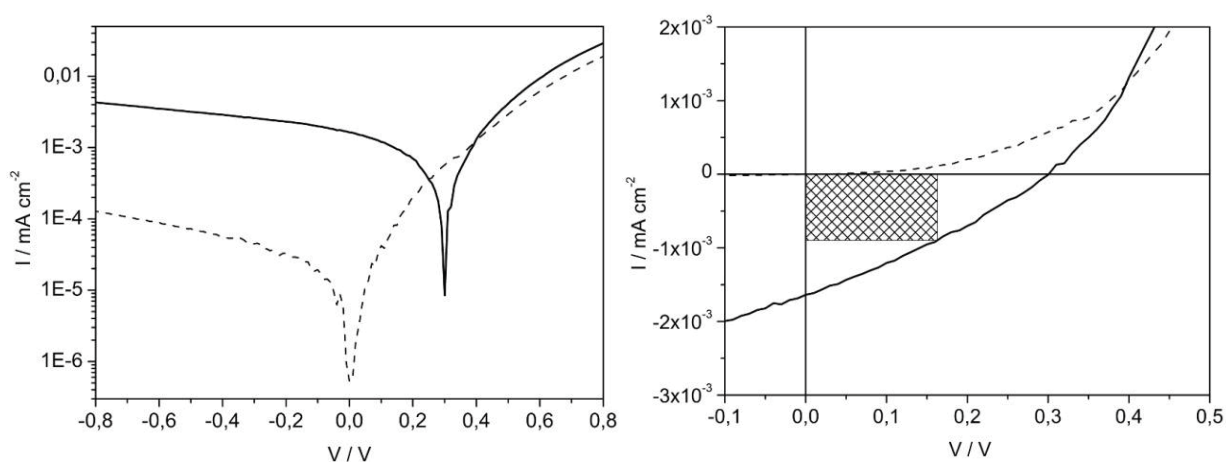 0,01
1E-3
1E-4
1E-5
1E-6
I / mA cm-2
-0,8 -0,6 -0,4 -0,2 0,0 0,2 0,4 0,6 0,8
V / V
2x10-3
1x10-3
0
-1x10-3
-2x10-3
-3x10-3
I / mA cm-2
-0,1 0,0 0,1 0,2 0,3 0,4 0,5
V / V